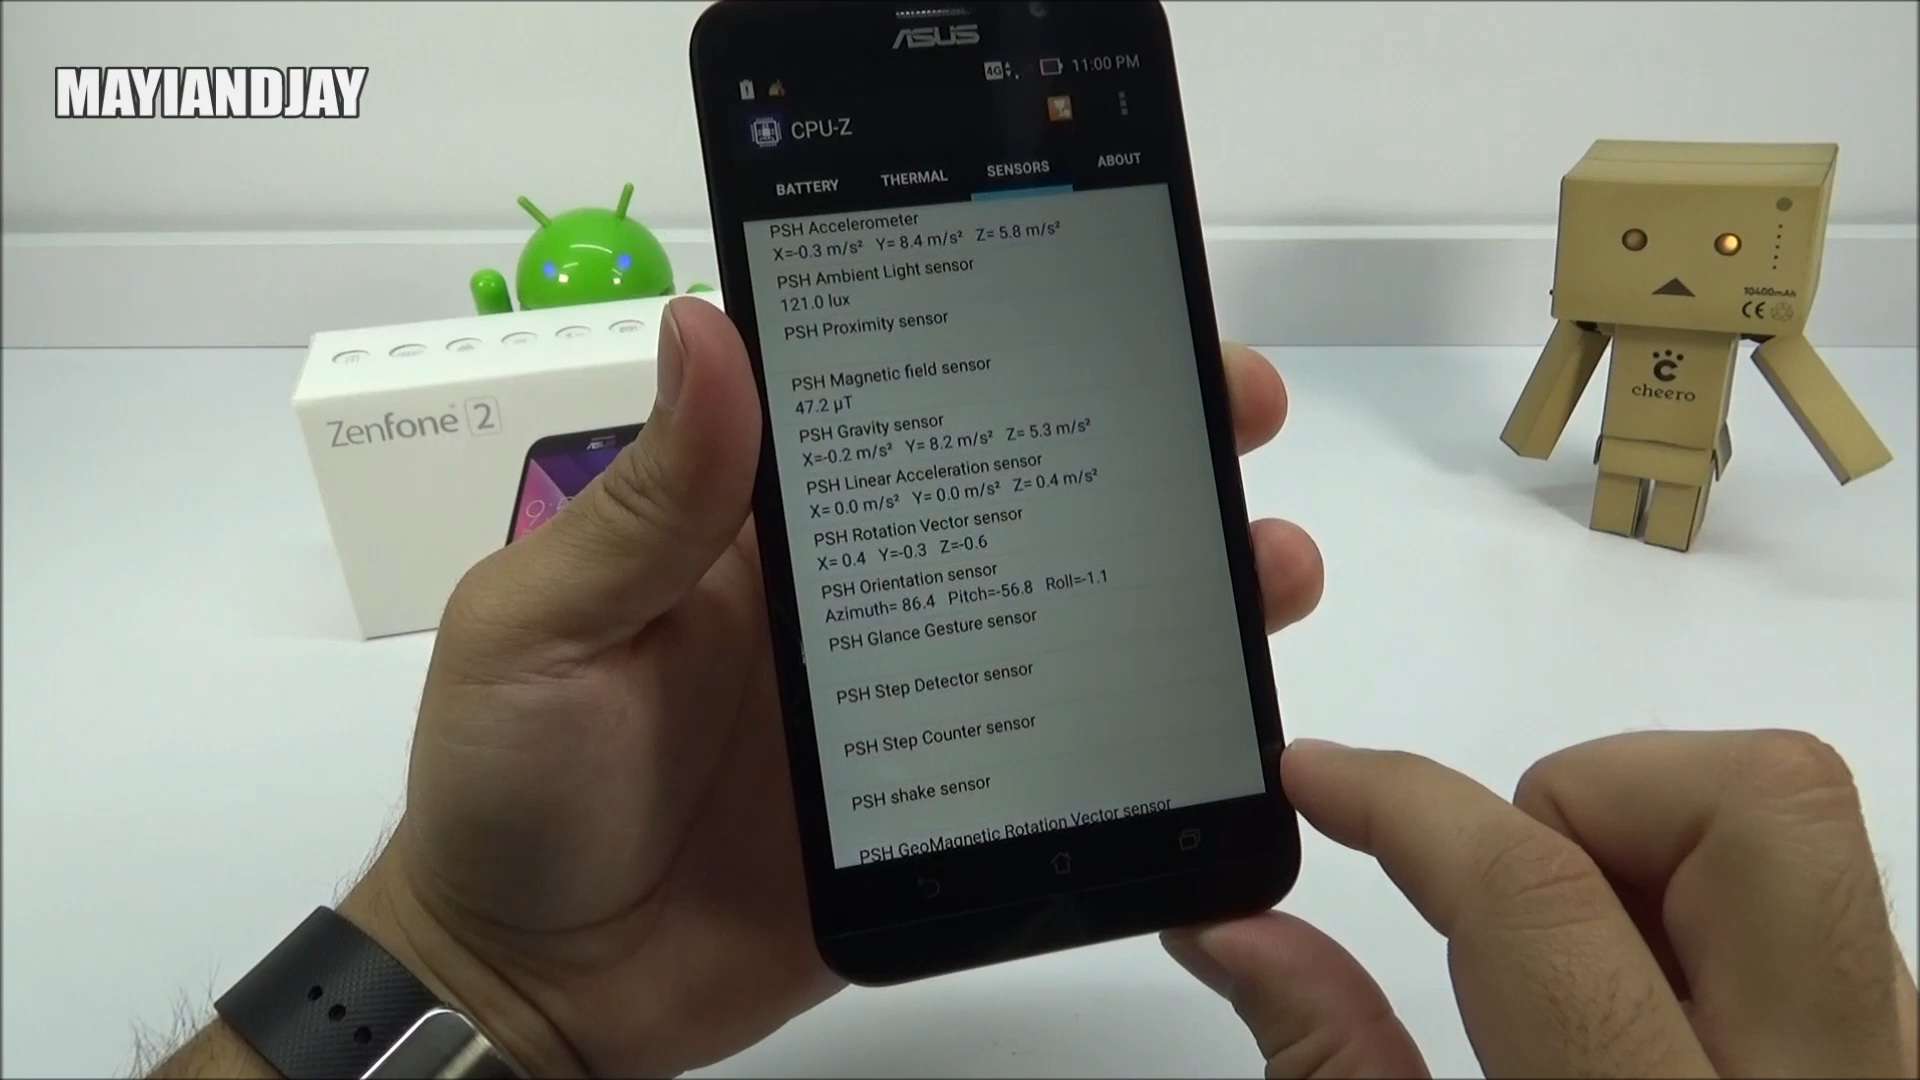 MAYIANDJAY
ASUS
4G 11:00 PM
CPU-Z
BATTERY THERMAL SENSORS ABOUT
PSH Accelerometer
X=-0.3 m/s² Y= 8.4 m/s² Z= 5.8 m/s²
PSH Ambient Light sensor
121.0 lux
PSH Proximity sensor
PSH Magnetic field sensor
47.2 µT
PSH Gravity sensor
X=-0.2 m/s² Y= 8.2 m/s² Z= 5.3 m/s²
PSH Linear Acceleration sensor
X= 0.0 m/s² Y= 0.0 m/s² Z= 0.4 m/s²
PSH Rotation Vector sensor
X= 0.4 Y=-0.3 Z=-0.6
PSH Orientation sensor
Azimuth= 86.4 Pitch=-56.8 Roll=-1.1
PSH Glance Gesture sensor
PSH Step Detector sensor
PSH Step Counter sensor
PSH shake sensor
PSH GeoMagnetic Rotation Vector sensor
Zenfone™ 2
ASUS
10400mAh
CE
cheero